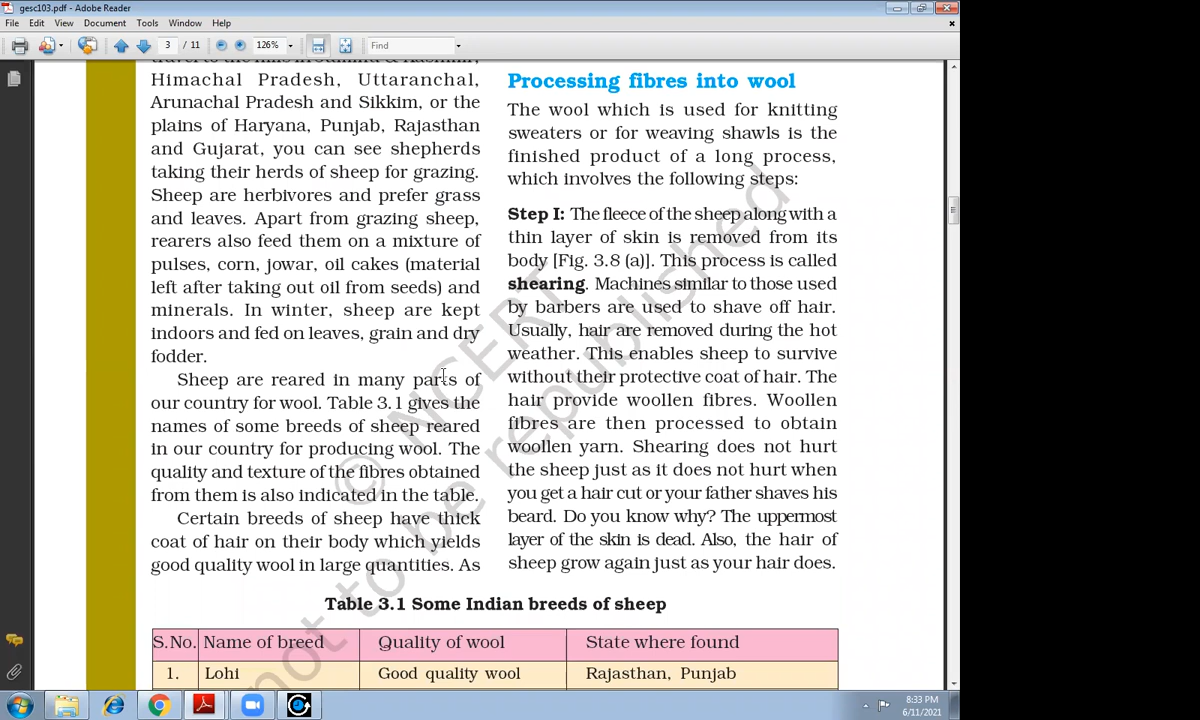 gesc103.pdf - Adobe Reader
File Edit View Document Tools Window Help
3 / 11 126% Find
travel to the hills in Jammu & Kashmir,
Himachal Pradesh, Uttaranchal,
Arunachal Pradesh and Sikkim, or the
plains of Haryana, Punjab, Rajasthan
and Gujarat, you can see shepherds
taking their herds of sheep for grazing.
Sheep are herbivores and prefer grass
and leaves. Apart from grazing sheep,
rearers also feed them on a mixture of
pulses, corn, jowar, oil cakes (material
left after taking out oil from seeds) and
minerals. In winter, sheep are kept
indoors and fed on leaves, grain and dry
fodder.
Sheep are reared in many parts of
our country for wool. Table 3.1 gives the
names of some breeds of sheep reared
in our country for producing wool. The
quality and texture of the fibres obtained
from them is also indicated in the table.
Certain breeds of sheep have thick
coat of hair on their body which yields
good quality wool in large quantities. As
Processing fibres into wool
The wool which is used for knitting
sweaters or for weaving shawls is the
finished product of a long process,
which involves the following steps:
Step I: The fleece of the sheep along with a
thin layer of skin is removed from its
body [Fig. 3.8 (a)]. This process is called
shearing. Machines similar to those used
by barbers are used to shave off hair.
Usually, hair are removed during the hot
weather. This enables sheep to survive
without their protective coat of hair. The
hair provide woollen fibres. Woollen
fibres are then processed to obtain
woollen yarn. Shearing does not hurt
the sheep just as it does not hurt when
you get a hair cut or your father shaves his
beard. Do you know why? The uppermost
layer of the skin is dead. Also, the hair of
sheep grow again just as your hair does.
© NCERT
not to be republished
Table 3.1 Some Indian breeds of sheep
S.No. Name of breed Quality of wool State where found
1. Lohi Good quality wool Rajasthan, Punjab
8:33 PM
6/11/2021